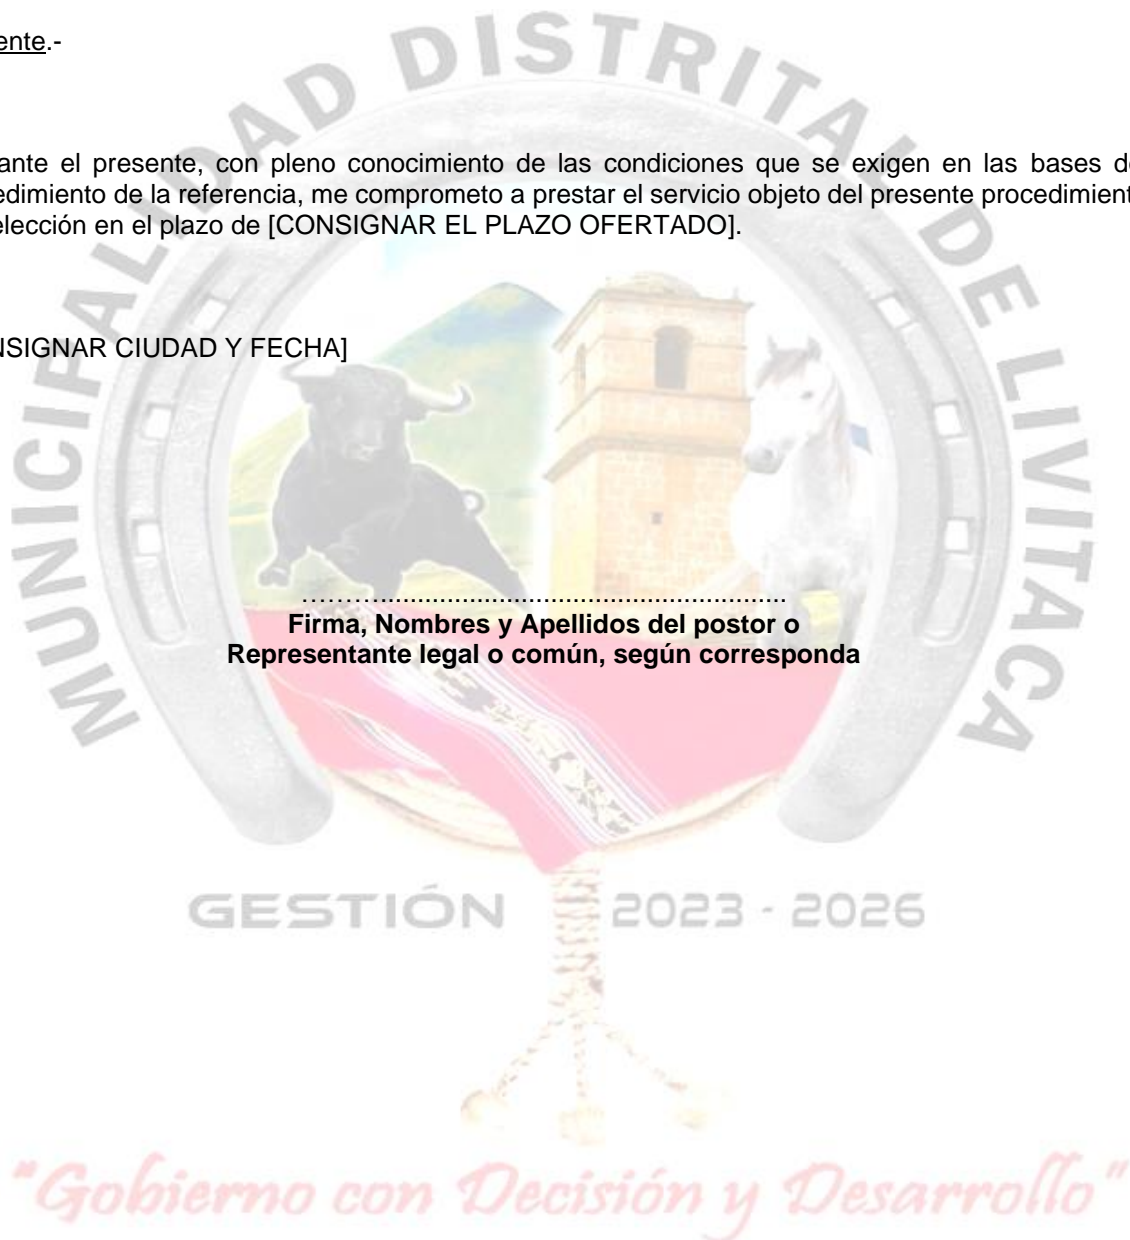 ente.-
ante el presente, con pleno conocimiento de las condiciones que se exigen en las bases de
edimiento de la referencia, me comprometo a prestar el servicio objeto del presente procedimient
elección en el plazo de [CONSIGNAR EL PLAZO OFERTADO].
NSIGNAR CIUDAD Y FECHA]
MUNICIPALIDAD DISTRITAL DE LIVITACA
………............................................................
Firma, Nombres y Apellidos del postor o
Representante legal o común, según corresponda
GESTIÓN 2023 - 2026
"Gobierno con Decisión y Desarrollo"